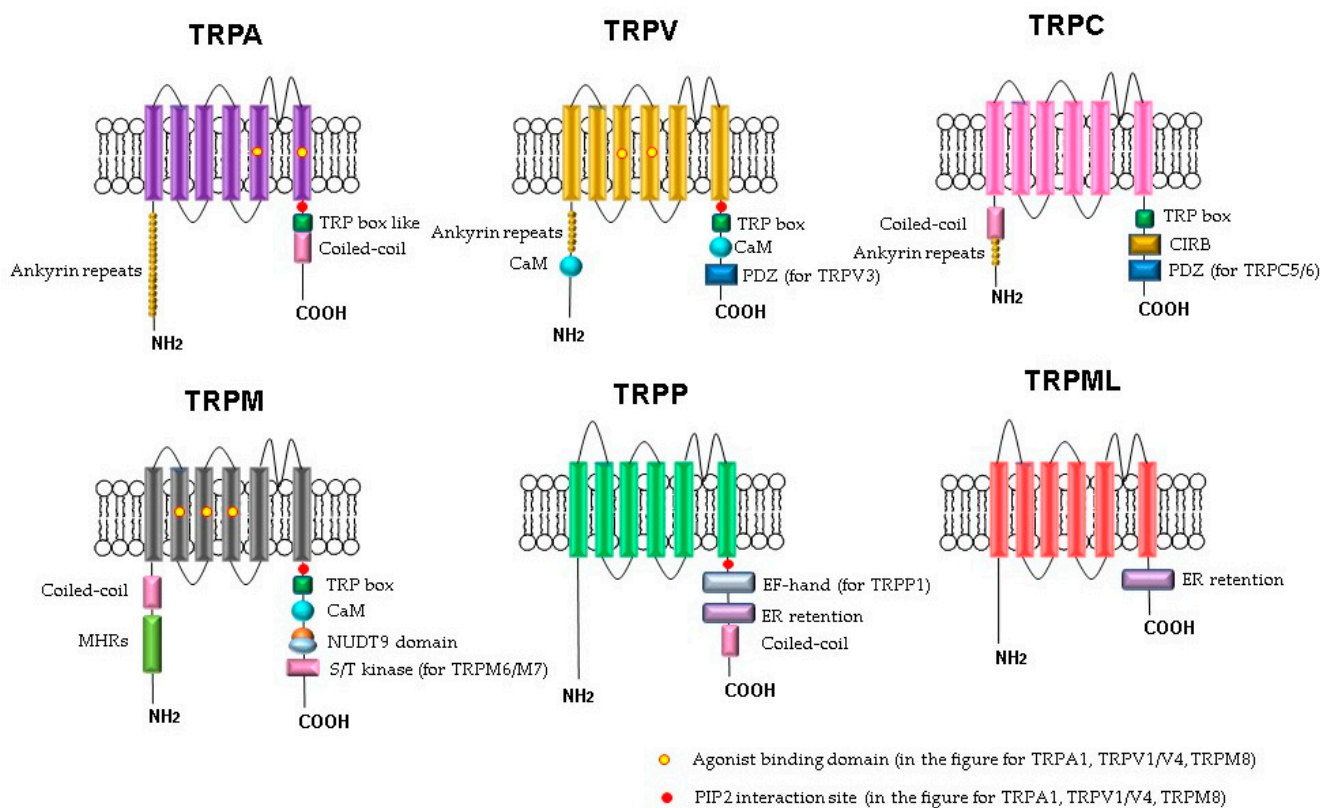 TRPA
TRPV
TRPC
TRP box like
Coiled-coil
Ankyrin repeats
COOH
NH2
Ankyrin repeats
CaM
TRP box
CaM
PDZ (for TRPV3)
COOH
NH2
Coiled-coil
Ankyrin repeats
NH2
TRP box
CIRB
PDZ (for TRPC5/6)
COOH
TRPM
TRPP
TRPML
Coiled-coil
MHRs
NH2
TRP box
CaM
NUDT9 domain
S/T kinase (for TRPM6/M7)
COOH
EF-hand (for TRPP1)
ER retention
Coiled-coil
COOH
NH2
ER retention
COOH
NH2
Agonist binding domain (in the figure for TRPA1, TRPV1/V4, TRPM8)
PIP2 interaction site (in the figure for TRPA1, TRPV1/V4, TRPM8)